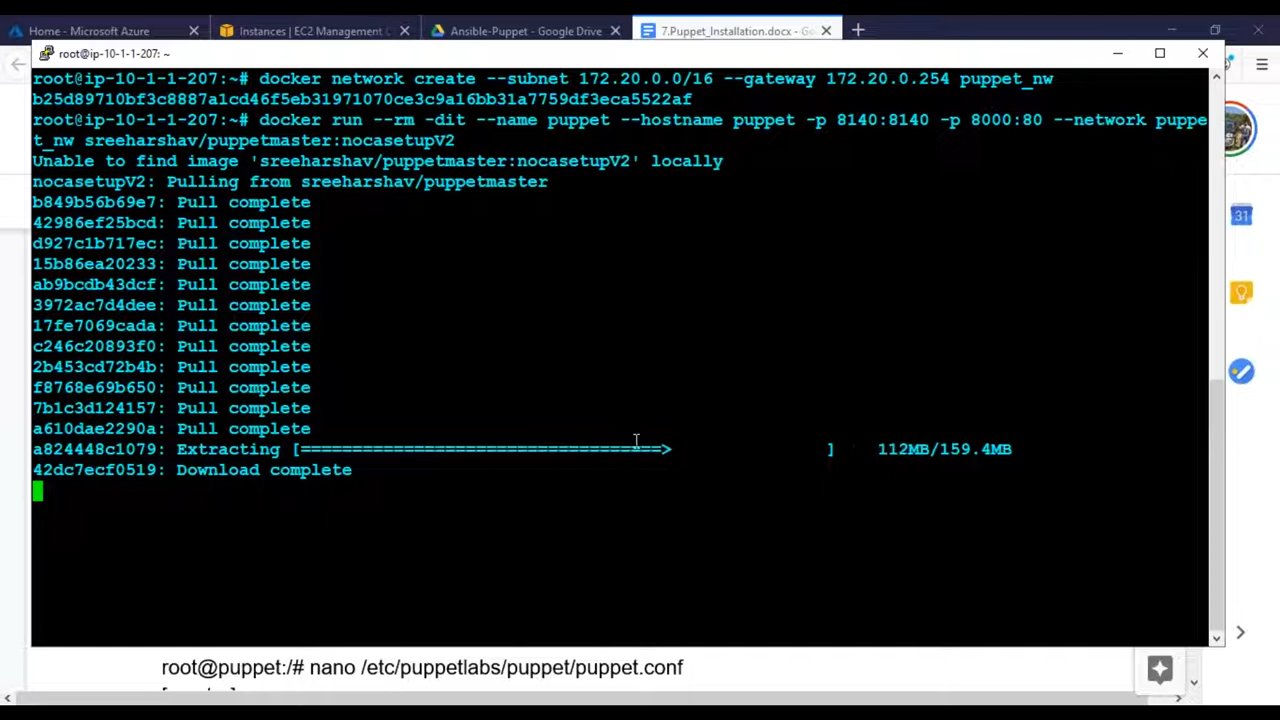 Home - Microsoft Azure
Instances | EC2 Management C
Ansible-Puppet - Google Drive
7.Puppet_Installation.docx - Go
root@ip-10-1-1-207: ~
root@ip-10-1-1-207:~# docker network create --subnet 172.20.0.0/16 --gateway 172.20.0.254 puppet_nw
b25d89710bf3c8887a1cd46f5eb31971070ce3c9a16bb31a7759df3eca5522af
root@ip-10-1-1-207:~# docker run --rm -dit --name puppet --hostname puppet -p 8140:8140 -p 8000:80 --network puppe
t_nw sreeharshav/puppetmaster:nocasetupV2
Unable to find image 'sreeharshav/puppetmaster:nocasetupV2' locally
nocasetupV2: Pulling from sreeharshav/puppetmaster
b849b56b69e7: Pull complete
42986ef25bcd: Pull complete
d927c1b717ec: Pull complete
15b86ea20233: Pull complete
ab9bcdb43dcf: Pull complete
3972ac7d4dee: Pull complete
17fe7069cada: Pull complete
c246c20893f0: Pull complete
2b453cd72b4b: Pull complete
f8768e69b650: Pull complete
7b1c3d124157: Pull complete
a610dae2290a: Pull complete
a824448c1079: Extracting [===================================> ] 112MB/159.4MB
42dc7ecf0519: Download complete
31
root@puppet:/# nano /etc/puppetlabs/puppet/puppet.conf